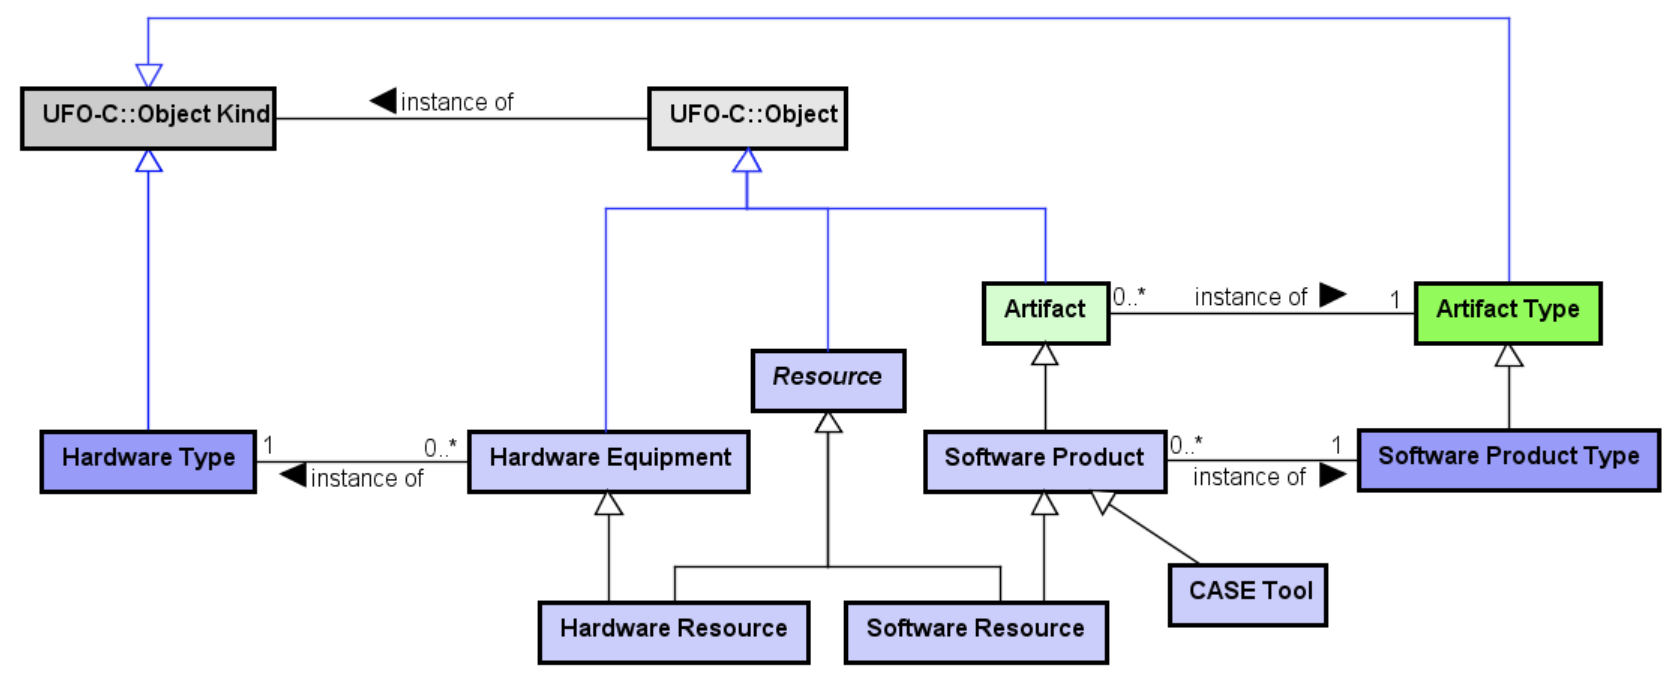 UFO-C::Object Kind
instance of
UFO-C::Object
Artifact
0..*
instance of
1
Artifact Type
Resource
Hardware Type
1
0..*
instance of
Hardware Equipment
Software Product
0..*
1
instance of
Software Product Type
CASE Tool
Hardware Resource
Software Resource